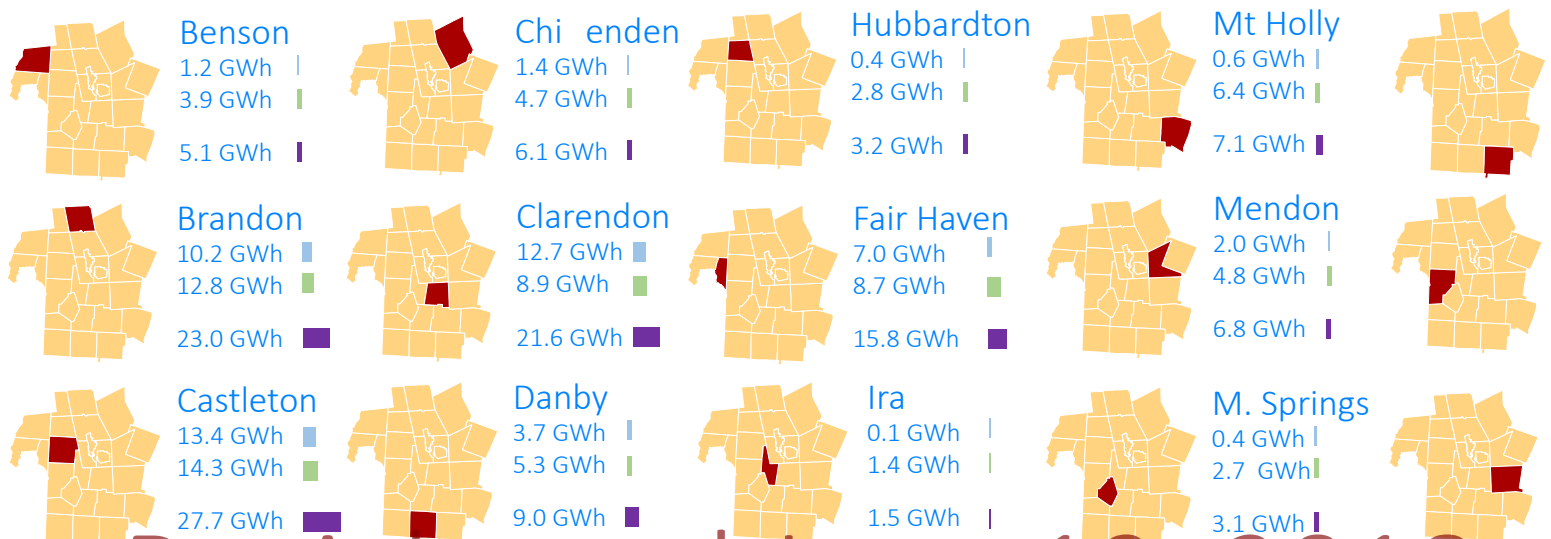 Benson
1.2 GWh
3.9 GWh
5.1 GWh
Chi enden
1.4 GWh
4.7 GWh
6.1 GWh
Hubbardton
0.4 GWh
2.8 GWh
3.2 GWh
Mt Holly
0.6 GWh
6.4 GWh
7.1 GWh
Brandon
10.2 GWh
12.8 GWh
23.0 GWh
Clarendon
12.7 GWh
8.9 GWh
21.6 GWh
Fair Haven
7.0 GWh
8.7 GWh
15.8 GWh
Mendon
2.0 GWh
4.8 GWh
6.8 GWh
Castleton
13.4 GWh
14.3 GWh
27.7 GWh
Danby
3.7 GWh
5.3 GWh
9.0 GWh
Ira
0.1 GWh
1.4 GWh
1.5 GWh
M. Springs
0.4 GWh
2.7 GWh
3.1 GWh